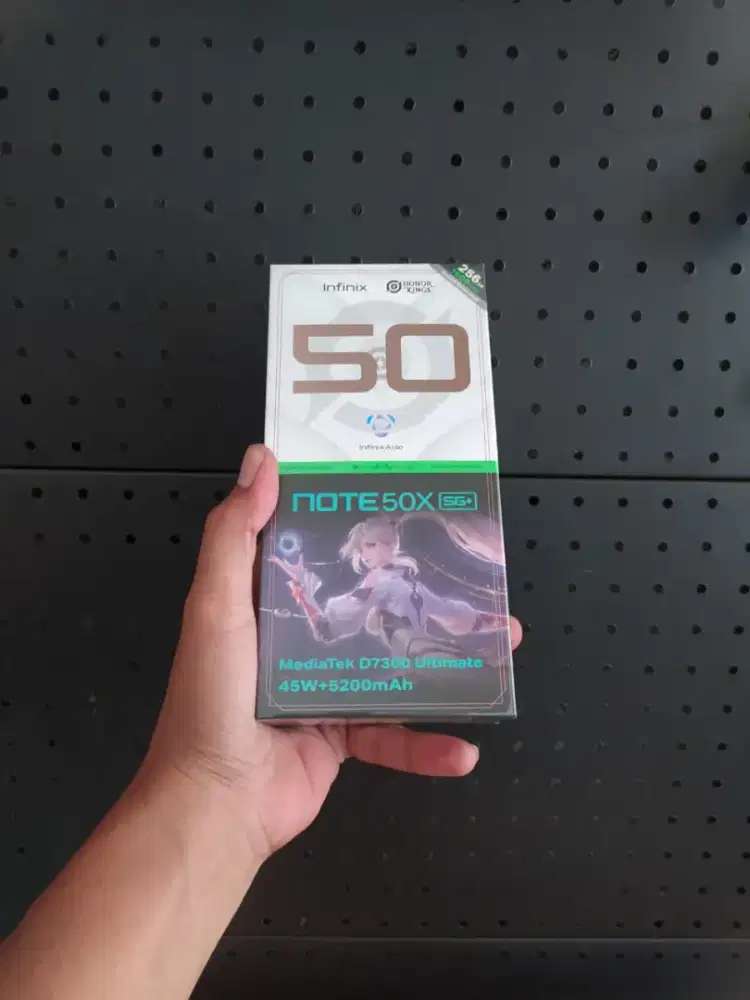 Infinix HONOR
KINGS
256
50
Infinix AI
NOTE 50X 5G+
MediaTek D7300 Ultimate
45W+5200mAh